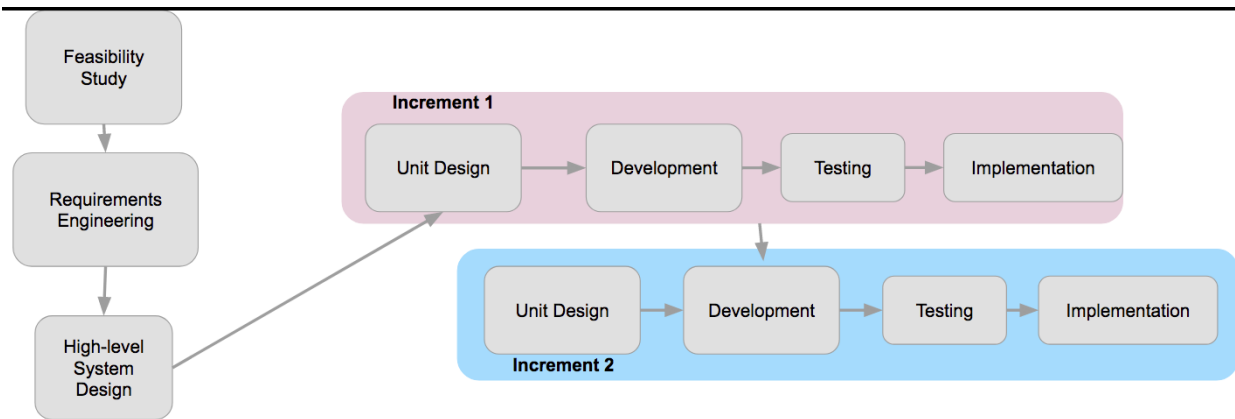 Feasibility
Study
Requirements
Engineering
High-level
System
Design
Increment 1
Unit Design
Development
Testing
Implementation
Unit Design
Development
Testing
Implementation
Increment 2